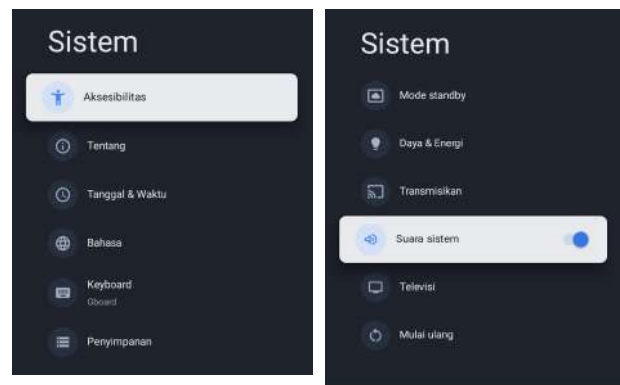 Sistem
Aksesibilitas
Tentang
Tanggal & Waktu
Bahasa
Keyboard
Gboard
Penyimpanan
Sistem
Mode standby
Daya & Energi
Transmisikan
Suara sistem
Televisi
Mulai ulang